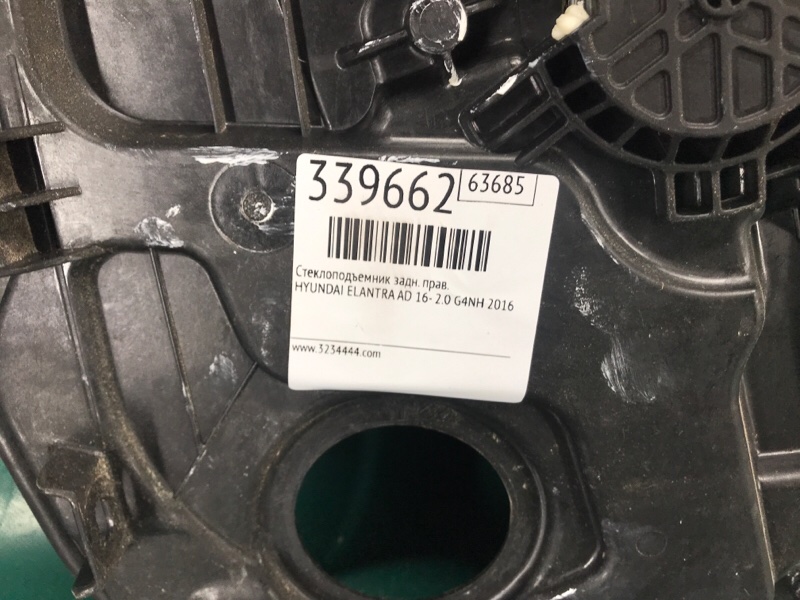 339662
63685
Стеклоподъемник задн. прав.
HYUNDAI ELANTRA AD 16- 2.0 G4NH 2016
www.3234444.com